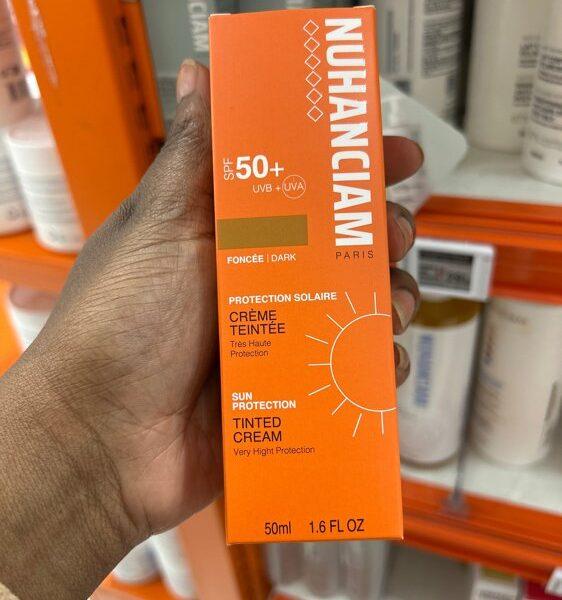 NUHANCIAM
PARIS
SPF 50+
UVB + UVA
FONCÉE | DARK
PROTECTION SOLAIRE
CRÈME
TEINTÉE
Très Haute
Protection
SUN
PROTECTION
TINTED
CREAM
Very Hight Protection
50ml 1.6 FL OZ